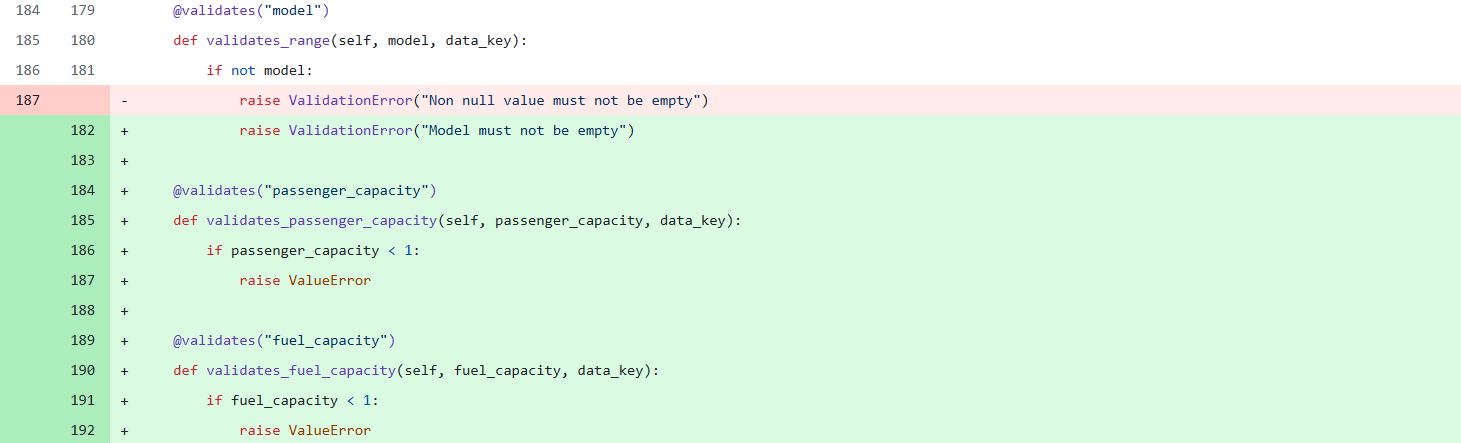 184 179 @validates("model")
185 180 def validates_range(self, model, data_key):
186 181 if not model:
187 - raise ValidationError("Non null value must not be empty")
182 + raise ValidationError("Model must not be empty")
183 +
184 + @validates("passenger_capacity")
185 + def validates_passenger_capacity(self, passenger_capacity, data_key):
186 + if passenger_capacity < 1:
187 + raise ValueError
188 +
189 + @validates("fuel_capacity")
190 + def validates_fuel_capacity(self, fuel_capacity, data_key):
191 + if fuel_capacity < 1:
192 + raise ValueError